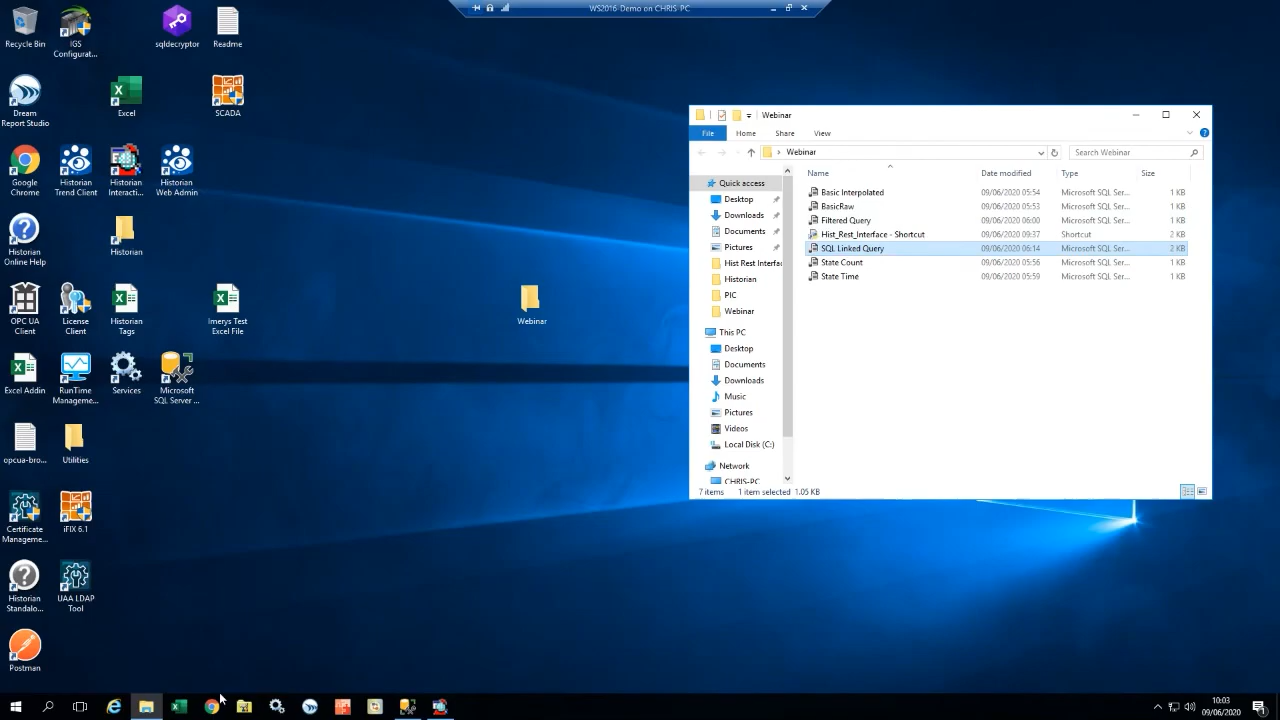 WS2016-Demo on CHRIS-PC
Recycle Bin
IGS
Configurat...
sqldecryptor
Readme
Dream
Report Studio
Excel
SCADA
Google
Chrome
Historian
Trend Client
Historian
Interacti...
Historian
Web Admin
Historian
Online Help
Historian
OPC UA
Client
License
Client
Historian
Tags
Imerys Test
Excel File
Webinar
Excel Addin
RunTime
Manageme...
Services
Microsoft
SQL Server ...
opcua-bro...
Utilities
Certificate
Manageme...
iFIX 6.1
Historian
Standalo...
UAA LDAP
Tool
Postman
Webinar
File Home Share View
Webinar
Search Webinar
Name Date modified Type Size
Basic Interpolated 09/06/2020 05:54 Microsoft SQL Ser... 1 KB
BasicRaw 09/06/2020 05:54 Microsoft SQL Ser... 1 KB
Filtered Query 09/06/2020 06:00 Microsoft SQL Ser... 1 KB
Hist_Rest_Interface - Shortcut 09/06/2020 09:37 Shortcut 2 KB
SQL Linked Query 09/06/2020 06:14 Microsoft SQL Ser... 2 KB
State Count 09/06/2020 05:56 Microsoft SQL Ser... 1 KB
State Time 09/06/2020 05:59 Microsoft SQL Ser... 1 KB
Quick access
Desktop
Downloads
Documents
Pictures
Hist Rest Interfac
Historian
PIC
Webinar
This PC
Desktop
Documents
Downloads
Music
Pictures
Videos
Local Disk (C:)
Network
CHRIS-PC
7 items 1 item selected 1.05 KB
10:03
09/06/2020